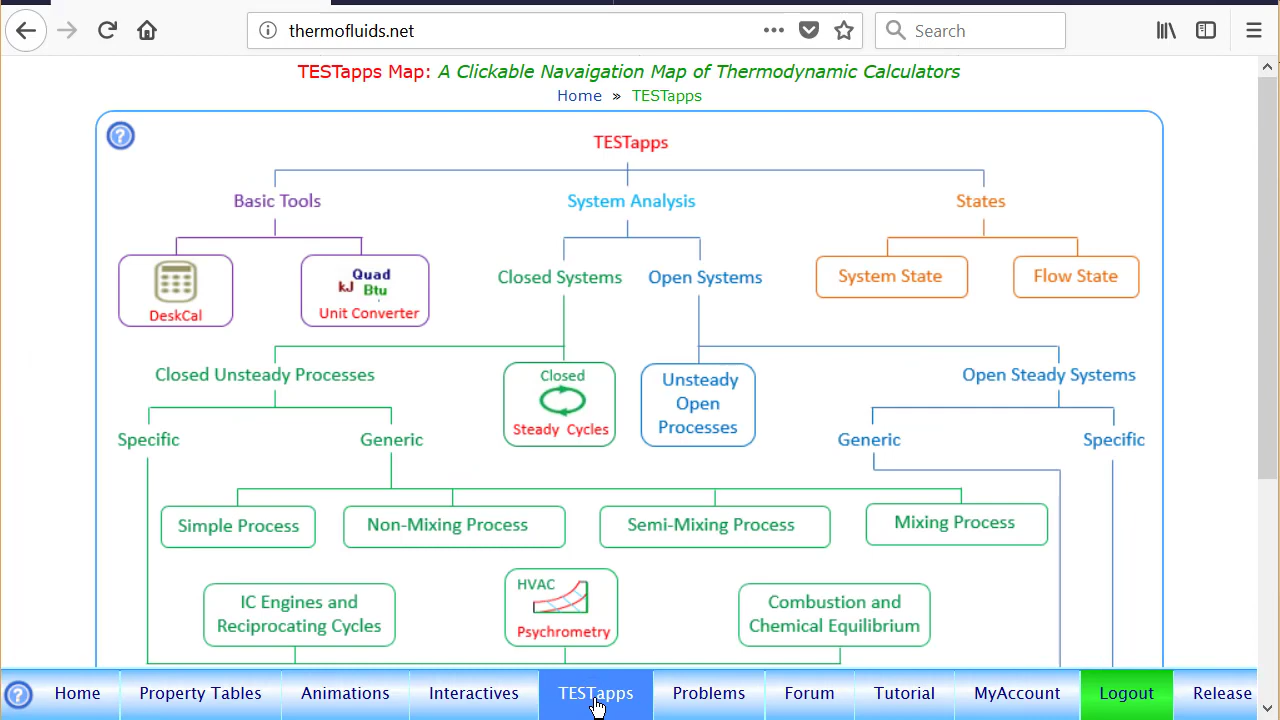 thermofluids.net
Search
TESTapps Map: A Clickable Navaigation Map of Thermodynamic Calculators
Home » TESTapps
TESTapps
Basic Tools
System Analysis
States
DeskCal
Quad
kJ Btu
Unit Converter
Closed Systems
Open Systems
System State
Flow State
Closed Unsteady Processes
Closed
Steady Cycles
Unsteady
Open
Processes
Open Steady Systems
Specific
Generic
Generic
Specific
Simple Process
Non-Mixing Process
Semi-Mixing Process
Mixing Process
IC Engines and
Reciprocating Cycles
HVAC
Psychrometry
Combustion and
Chemical Equilibrium
Home
Property Tables
Animations
Interactives
TESTapps
Problems
Forum
Tutorial
MyAccount
Logout
Release